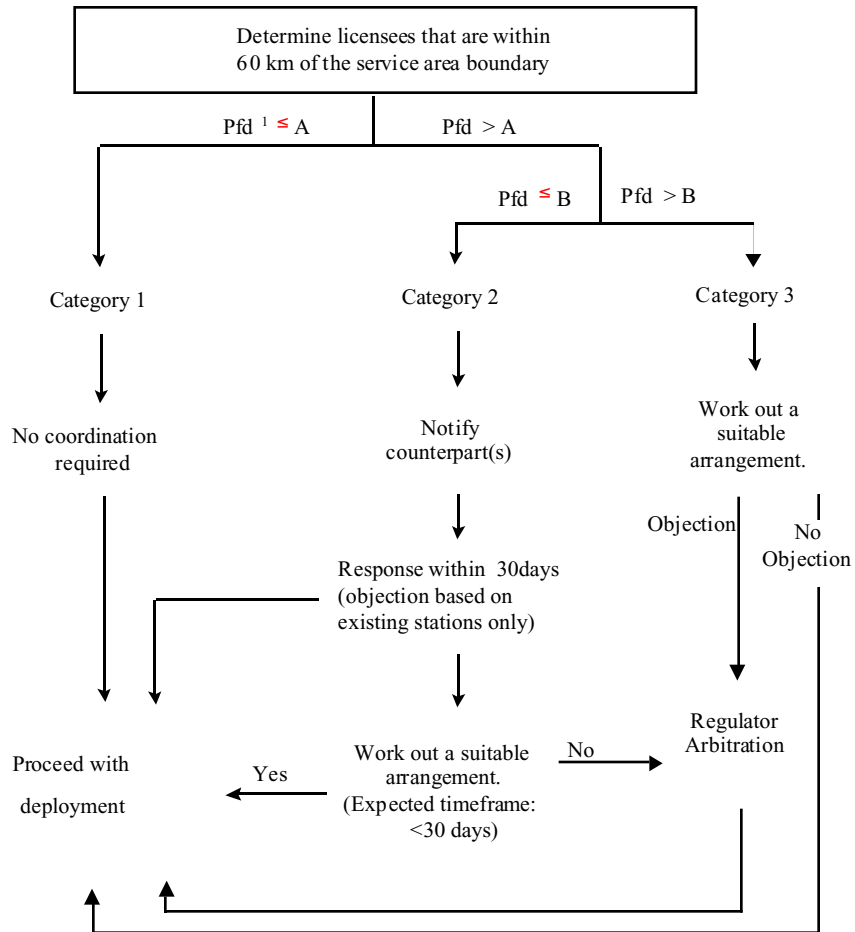 Determine licensees that are within
60 km of the service area boundary
Pfd 1 ≤ A
Pfd > A
Pfd ≤ B
Pfd > B
Category 1
Category 2
Category 3
No coordination
required
Notify
counterpart(s)
Work out a
suitable
arrangement.
Objection
No
Objection
Response within 30days
(objection based on
existing stations only)
Proceed with
deployment
Yes
Work out a suitable
arrangement.
(Expected timeframe:
<30 days)
No
Regulator
Arbitration